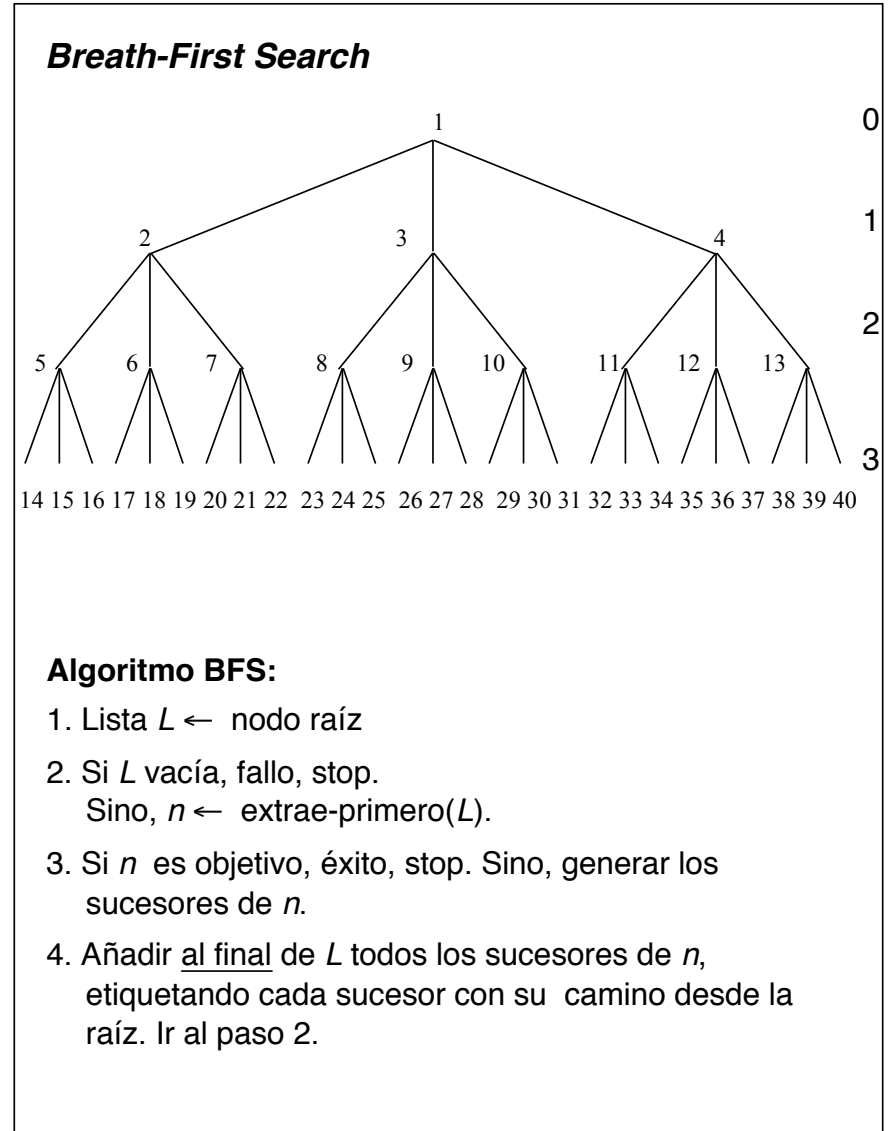 Breath-First Search
1 0
1
2 3 4
2
5 6 7 8 9 10 11 12 13
3
14 15 16 17 18 19 20 21 22 23 24 25 26 27 28 29 30 31 32 33 34 35 36 37 38 39 40
Algoritmo BFS:
1. Lista L ← nodo raíz
2. Si L vacía, fallo, stop.
Sino, n ← extrae-primero(L).
3. Si n es objetivo, éxito, stop. Sino, generar los
sucesores de n.
4. Añadir al final de L todos los sucesores de n,
etiquetando cada sucesor con su camino desde la
raíz. Ir al paso 2.